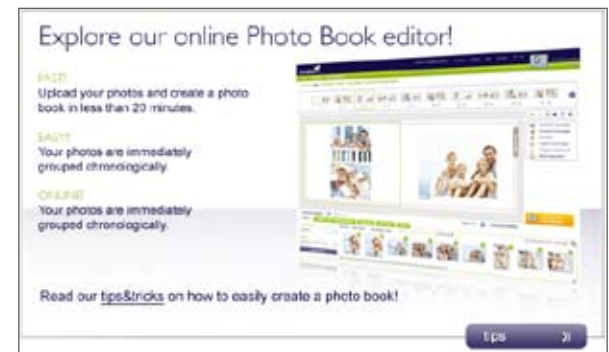 Explore our online Photo Book editor!
FAST!
Upload your photos and create a photo
book in less than 20 minutes.
EASY!
Your photos are immediately
grouped chronologically.
ONLINE!
Your photos are immediately
grouped chronologically.
Read our tips&tricks on how to easily create a photo book!
tips